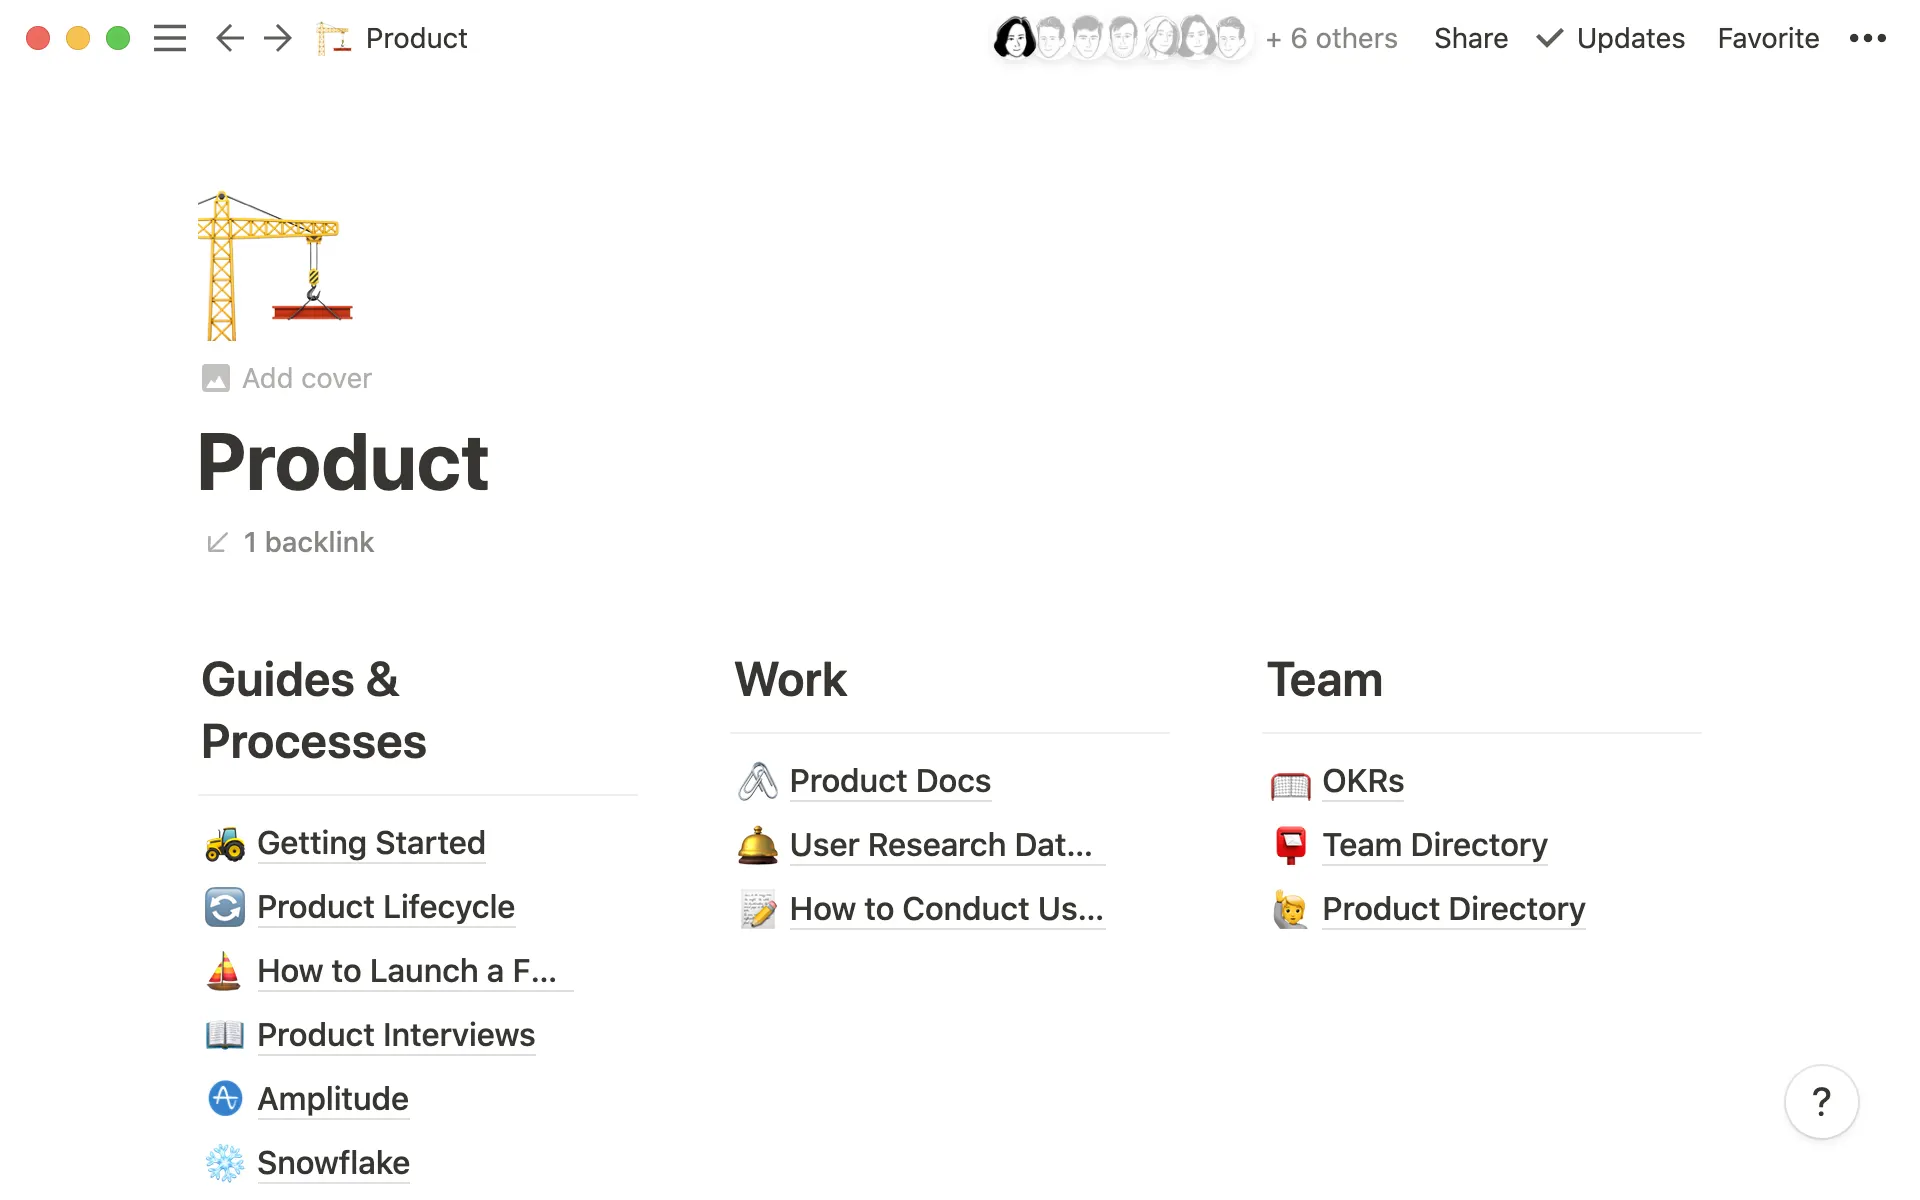 Product
+ 6 others
Share
Updates
Favorite
Add cover
Product
1 backlink
Guides &
Processes
Getting Started
Product Lifecycle
How to Launch a F...
Product Interviews
Amplitude
Snowflake
Work
Product Docs
User Research Dat...
How to Conduct Us...
Team
OKRs
Team Directory
Product Directory
?